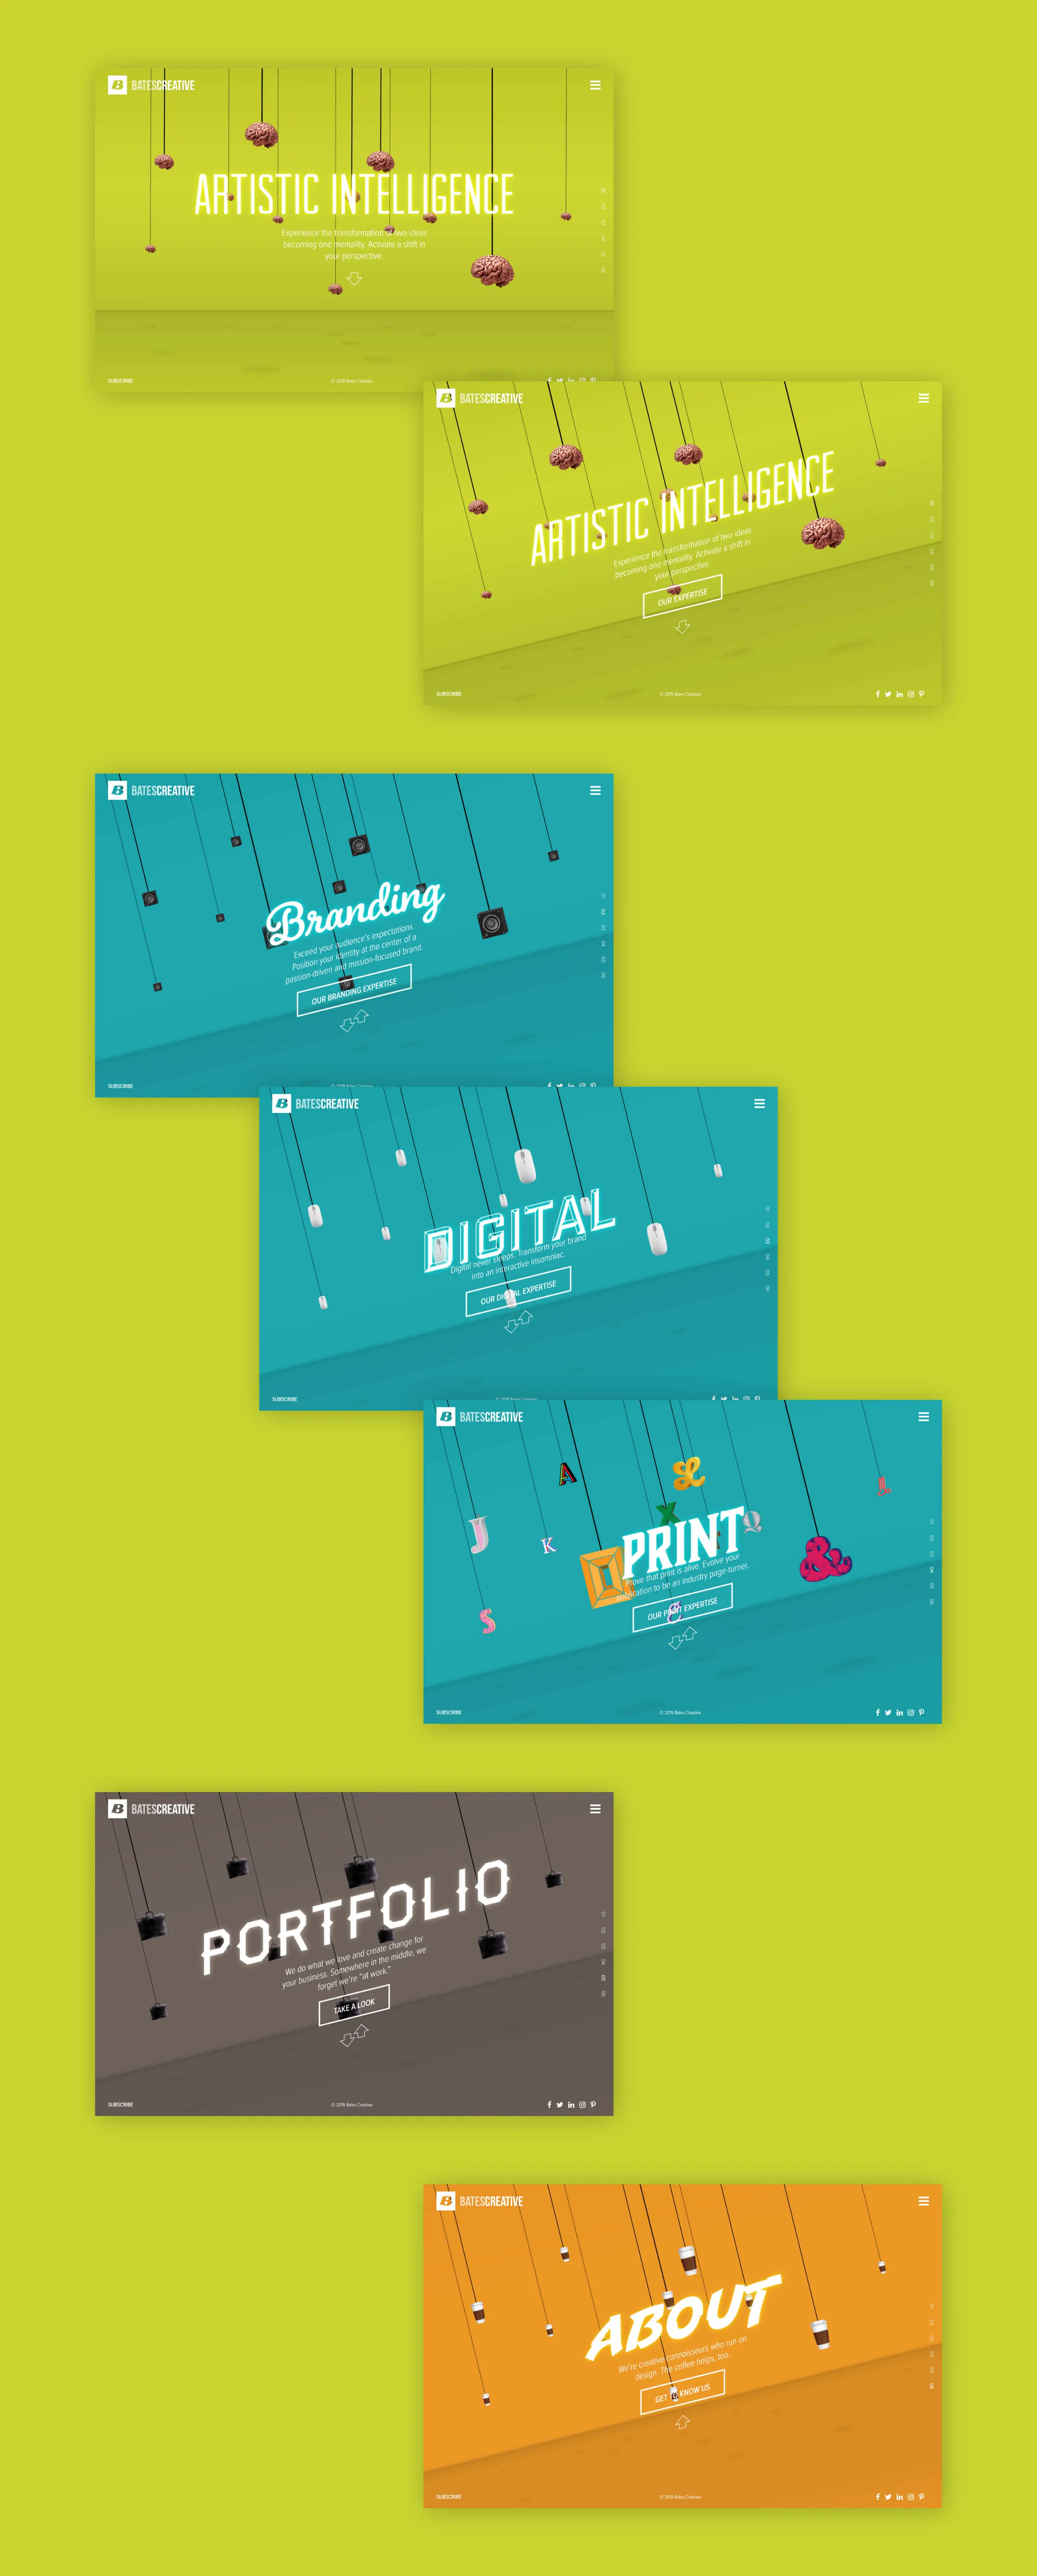 B BATESCREATIVE
ARTISTIC INTELLIGENCE
Experience the transformation of two ideas
becoming one mentality. Activate a shift in
your perspective.
SUBSCRIBE
© 2019 Bates Creative
B BATESCREATIVE
ARTISTIC INTELLIGENCE
Experience the transformation of two ideas
becoming one mentality. Activate a shift in
your perspective.
OUR EXPERTISE
SUBSCRIBE
© 2019 Bates Creative
B BATESCREATIVE
Branding
Exceed your audience's expectations.
Position your identity at the center of a
passion-driven and mission-focused brand.
OUR BRANDING EXPERTISE
SUBSCRIBE
© 2019 Bates Creative
B BATESCREATIVE
DIGITAL
Digital never sleeps. Transform your brand
into an interactive insomniac.
OUR DIGITAL EXPERTISE
SUBSCRIBE
© 2019 Bates Creative
B BATESCREATIVE
A
L
X
J
K
Q
L
&
S
PRINT
Prove that print is alive. Evolve your
publication to be an industry page-turner.
OUR PRINT EXPERTISE
SUBSCRIBE
© 2019 Bates Creative
B BATESCREATIVE
PORTFOLIO
We do what we love and create change for
your business. Somewhere in the middle, we
forget we're "at work."
TAKE A LOOK
SUBSCRIBE
© 2019 Bates Creative
B BATESCREATIVE
ABOUT
We're creative connoisseurs who run on
design. The coffee helps, too.
GET TO KNOW US
SUBSCRIBE
© 2019 Bates Creative